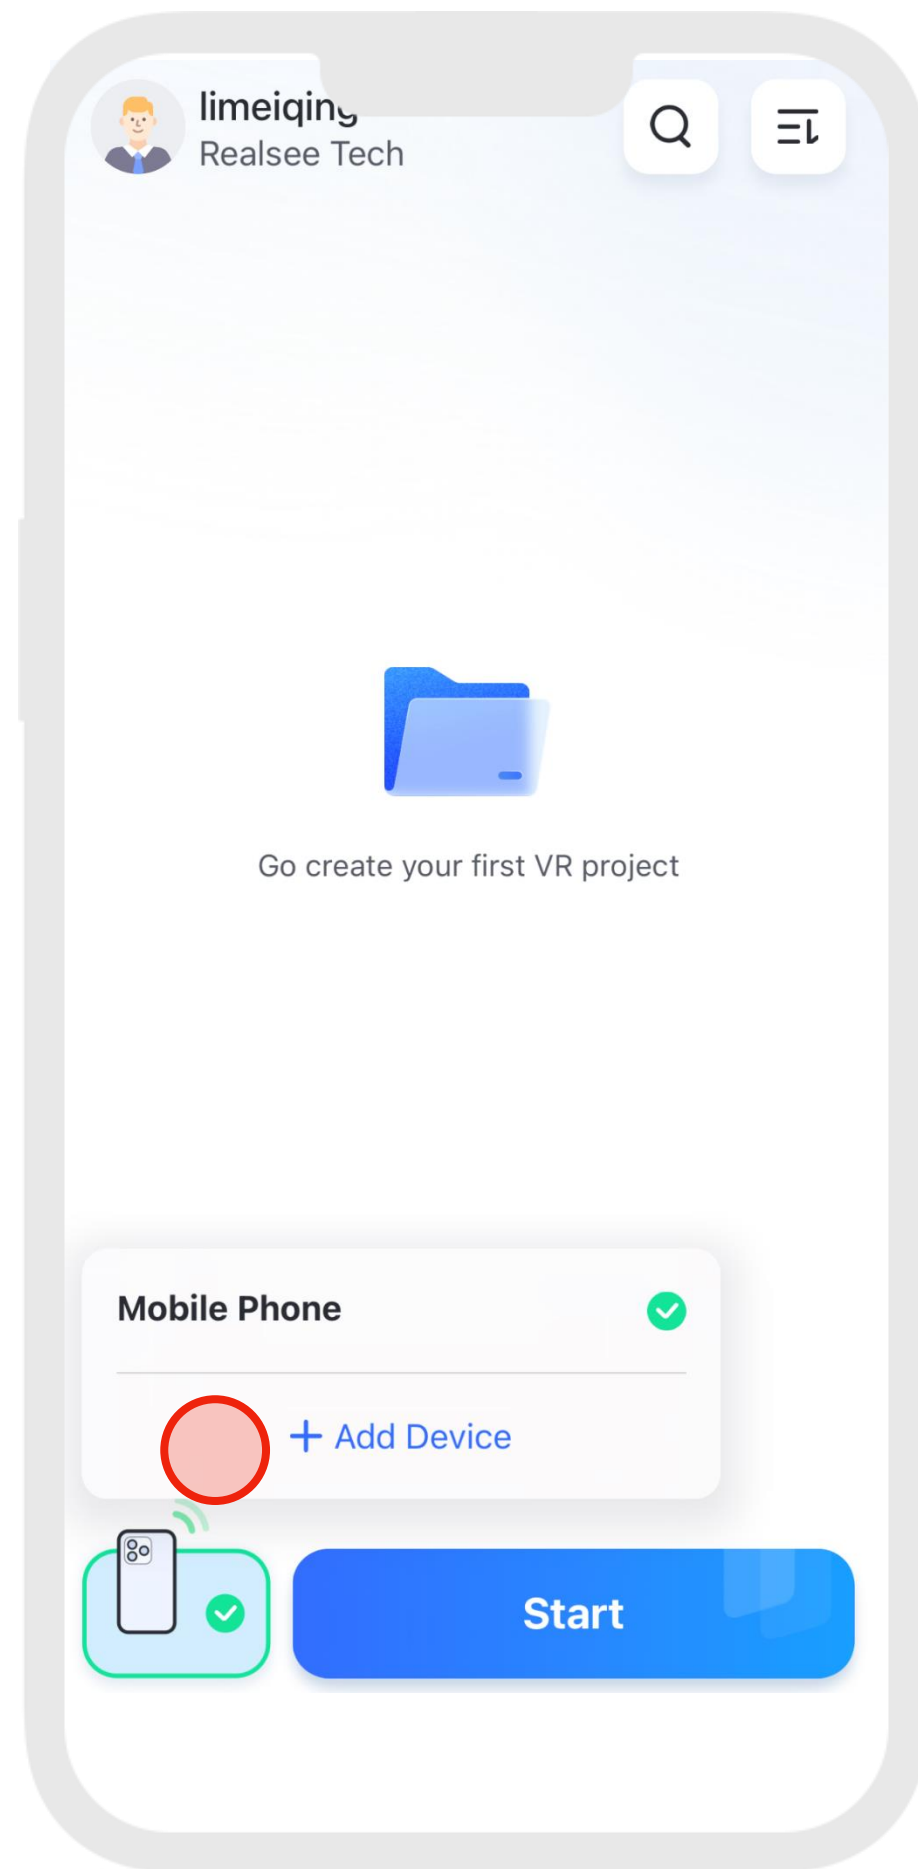 limeiqing
Realsee Tech
Go create your first VR project
Mobile Phone
+ Add Device
Start